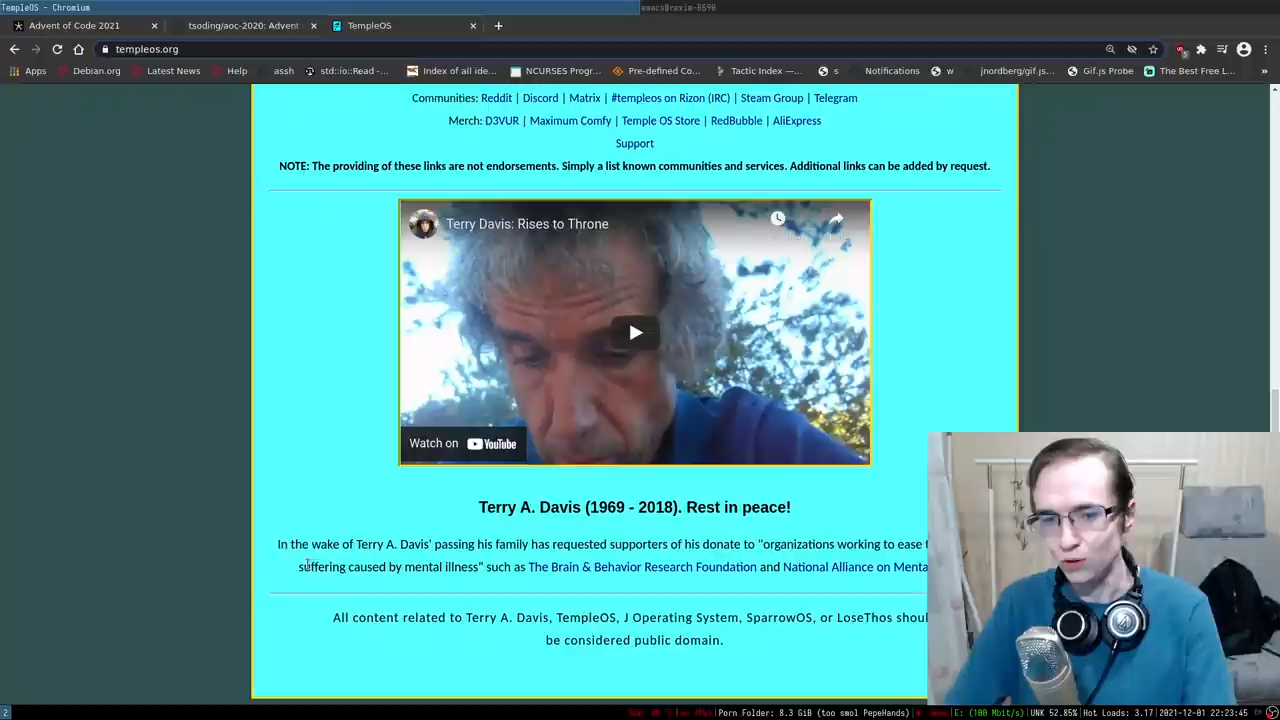 TempleOS - Chromium
emacs@rexim-B590
Advent of Code 2021
tsoding/aoc-2020: Advent
TempleOS
templeos.org
Apps
Debian.org
Latest News
Help
assh
std::io::Read -...
Index of all ide...
NCURSES Progr...
Pre-defined Co...
Tactic Index —...
s
Notifications
w
jnordberg/gif.js...
Gif.js Probe
The Best Free L...
»
Communities: Reddit | Discord | Matrix | #templeos on Rizon (IRC) | Steam Group | Telegram
Merch: D3VUR | Maximum Comfy | Temple OS Store | RedBubble | AliExpress
Support
NOTE: The providing of these links are not endorsements. Simply a list known communities and services. Additional links can be added by request.
Terry Davis: Rises to Throne
Watch on YouTube
Terry A. Davis (1969 - 2018). Rest in peace!
In the wake of Terry A. Davis' passing his family has requested supporters of his donate to "organizations working to ease
suffering caused by mental illness" such as The Brain & Behavior Research Foundation and National Alliance on Menta
All content related to Terry A. Davis, TempleOS, J Operating System, SparrowOS, or LoseThos shoul
be considered public domain.
2
Porn Folder: 8.3 GiB (too smol PepeHands)
E: (100 Mbit/s)
UNK 52.85%
Hot Loads: 3.17
2021-12-01 22:23:45